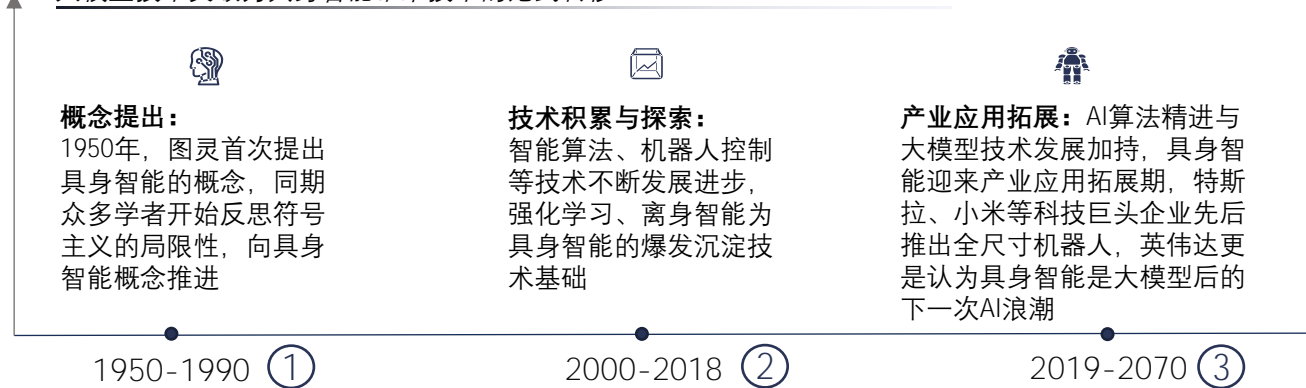 概念提出：
1950年，图灵首次提出
具身智能的概念，同期
众多学者开始反思符号
主义的局限性，向具身
智能概念推进
技术积累与探索：
智能算法、机器人控制
等技术不断发展进步，
强化学习、离身智能为
具身智能的爆发沉淀技
术基础
产业应用拓展：AI算法精进与
大模型技术发展加持，具身智
能迎来产业应用拓展期，特斯
拉、小米等科技巨头企业先后
推出全尺寸机器人，英伟达更
是认为具身智能是大模型后的
下一次AI浪潮
1950-1990 1
2000-2018 2
2019-2070 3